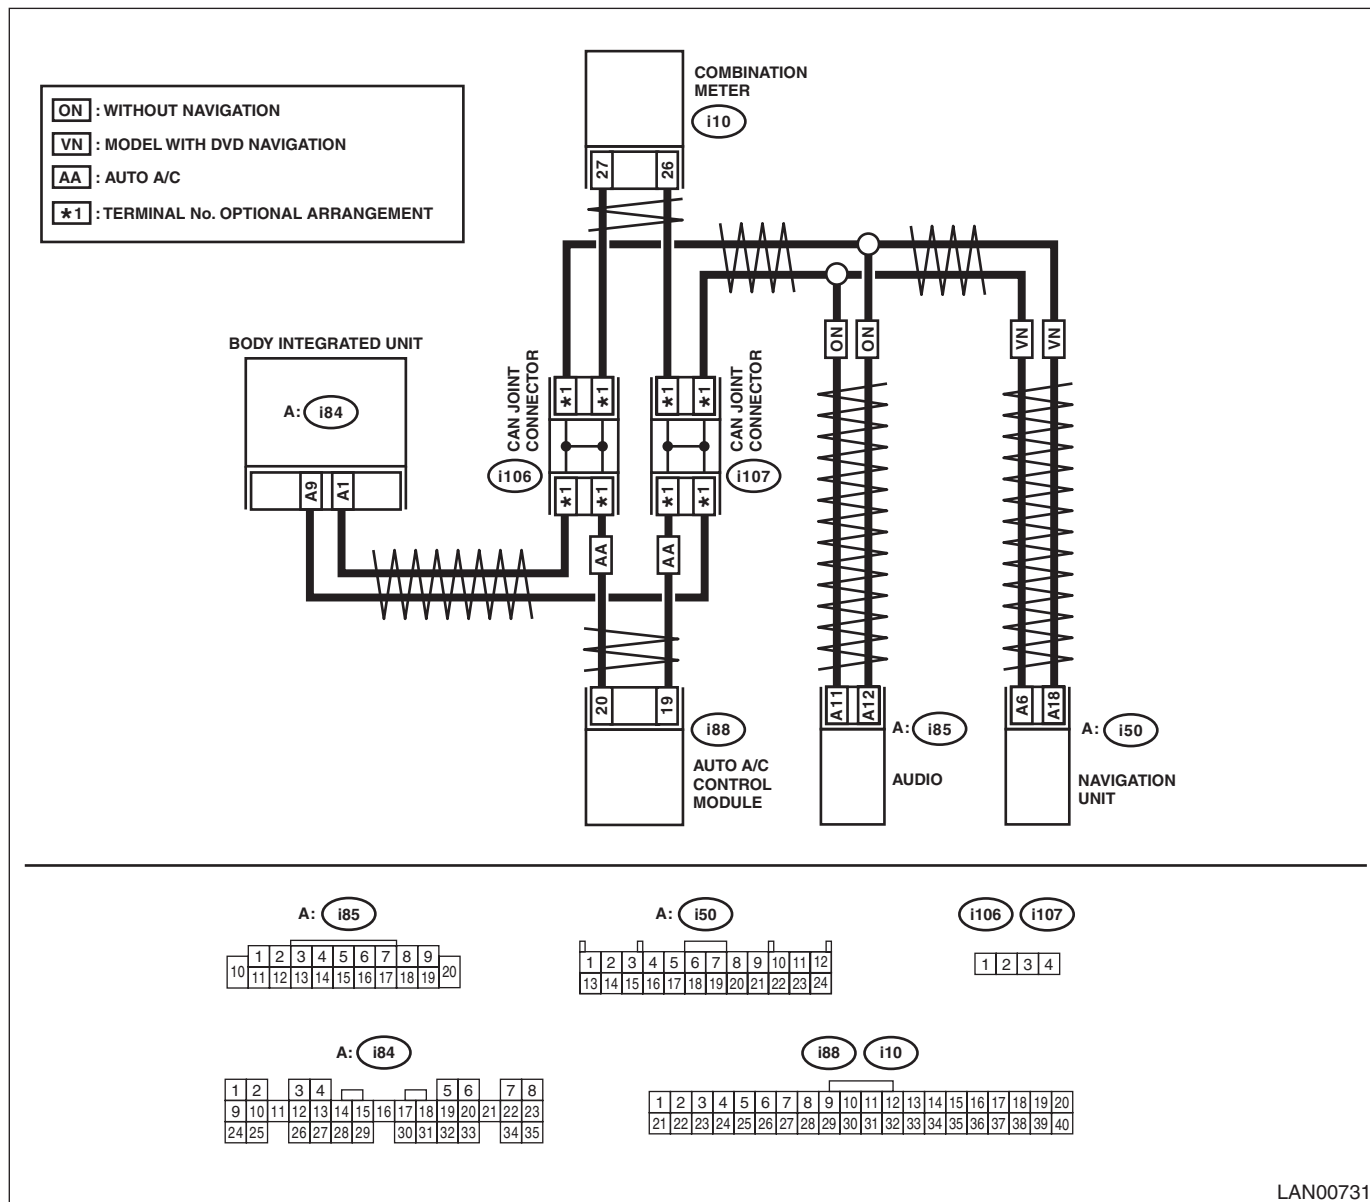 COMBINATION
METER
i10
ON : WITHOUT NAVIGATION
VN : MODEL WITH DVD NAVIGATION
AA : AUTO A/C
*1 : TERMINAL No. OPTIONAL ARRANGEMENT
27 26
ON ON VN VN
BODY INTEGRATED UNIT
A: i84
A9 A1
CAN JOINT
CONNECTOR
i106
*1 *1 *1 *1
CAN JOINT
CONNECTOR
i107
*1 *1 *1 *1
AA AA
20 19
i88
AUTO A/C
CONTROL
MODULE
A11 A12
A: i85
AUDIO
A6 A18
A: i50
NAVIGATION
UNIT
A: i85
1 2 3 4 5 6 7 8 9
10 11 12 13 14 15 16 17 18 19 20
A: i50
1 2 3 4 5 6 7 8 9 10 11 12
13 14 15 16 17 18 19 20 21 22 23 24
i106 i107
1 2 3 4
A: i84
1 2 3 4 5 6 7 8
9 10 11 12 13 14 15 16 17 18 19 20 21 22 23
24 25 26 27 28 29 30 31 32 33 34 35
i88 i10
1 2 3 4 5 6 7 8 9 10 11 12 13 14 15 16 17 18 19 20
21 22 23 24 25 26 27 28 29 30 31 32 33 34 35 36 37 38 39 40
LAN00731